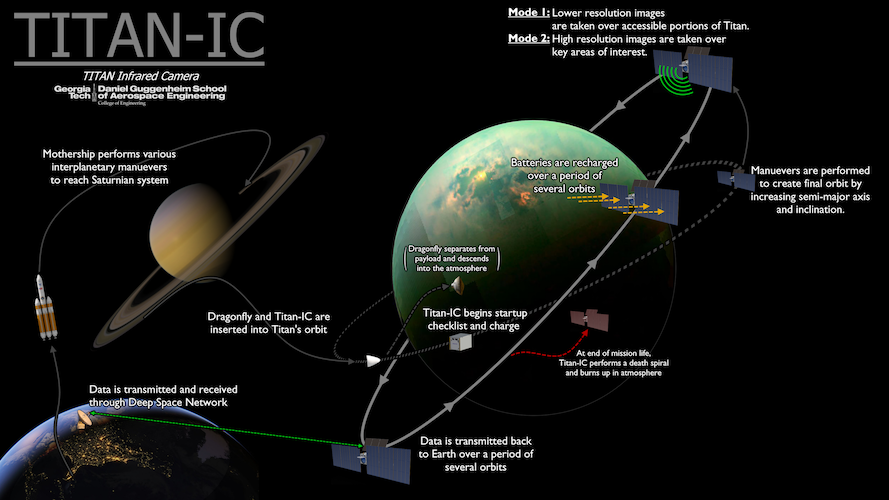 TITAN-IC
TITAN Infrared Camera
Georgia Tech
Daniel Guggenheim School
of Aerospace Engineering
College of Engineering
Mode 1: Lower resolution images
are taken over accessible portions of Titan.
Mode 2: High resolution images are taken over
key areas of interest.
Mothership performs various
interplanetary manuevers
to reach Saturnian system
Batteries are recharged
over a period of
several orbits
Manuevers are performed
to create final orbit by
increasing semi-major axis
and inclination.
(Dragonfly separates from
payload and descends
into the atmosphere)
Dragonfly and Titan-IC are
inserted into Titan's orbit
Titan-IC begins startup
checklist and charge
At end of mission life,
Titan-IC performs a death spiral
and burns up in atmosphere
Data is transmitted and received
through Deep Space Network
Data is transmitted back
to Earth over a period of
several orbits